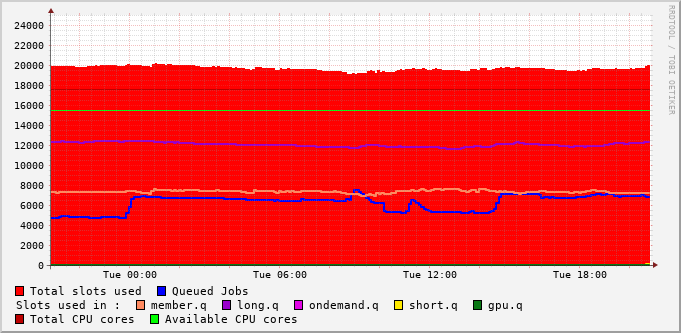 RRDTOOL / TOBI OETIKER
24000
22000
20000
18000
16000
14000
12000
10000
8000
6000
4000
2000
0
Tue 00:00 Tue 06:00 Tue 12:00 Tue 18:00
Total slots used Queued Jobs
Slots used in : member.q long.q ondemand.q short.q gpu.q
Total CPU cores Available CPU cores